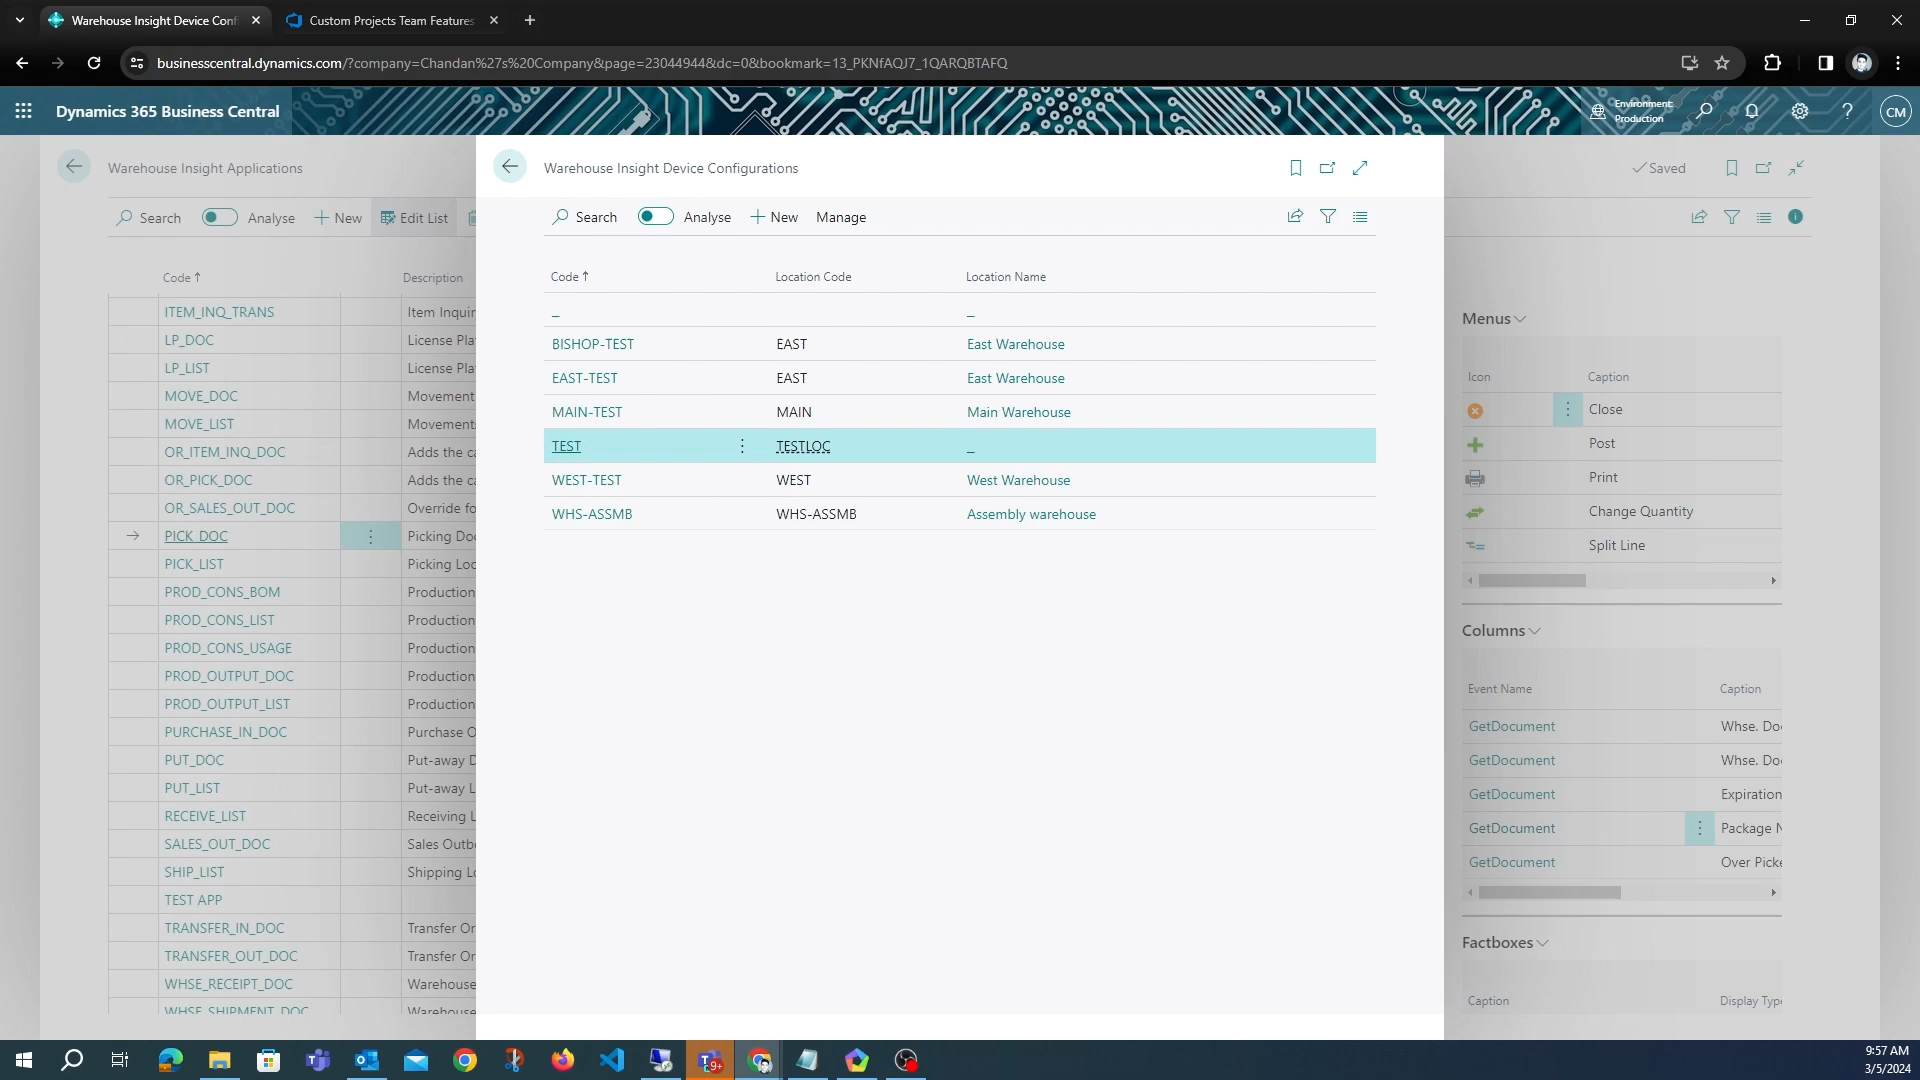 Warehouse Insight Device Conf
Custom Projects Team Features
businesscentral.dynamics.com/?company=Chandan%27s%20Company&page=23044944&dc=0&bookmark=13_PKNfAQJ7_1QARQBTAFQ
Dynamics 365 Business Central
Environment:
Production
CM
Warehouse Insight Applications
Search
Analyse
New
Edit List
Code ↑
Description
ITEM_INQ_TRANS
Item Inquir
LP_DOC
License Pla
LP_LIST
License Pla
MOVE_DOC
Movement
MOVE_LIST
Movement
OR_ITEM_INQ_DOC
Adds the ca
OR_PICK_DOC
Adds the ca
OR_SALES_OUT_DOC
Override fo
PICK_DOC
Picking Doc
PICK_LIST
Picking Loo
PROD_CONS_BOM
Production
PROD_CONS_LIST
Production
PROD_CONS_USAGE
Production
PROD_OUTPUT_DOC
Production
PROD_OUTPUT_LIST
Production
PURCHASE_IN_DOC
Purchase O
PUT_DOC
Put-away D
PUT_LIST
Put-away L
RECEIVE_LIST
Receiving L
SALES_OUT_DOC
Sales Outb
SHIP_LIST
Shipping Lo
TEST APP
TRANSFER_IN_DOC
Transfer Or
TRANSFER_OUT_DOC
Transfer Or
WHSE_RECEIPT_DOC
Warehouse
WHSE_SHIPMENT_DOC
Warehouse
Warehouse Insight Device Configurations
Search
Analyse
New
Manage
Code ↑
Location Code
Location Name
_
_
BISHOP-TEST
EAST
East Warehouse
EAST-TEST
EAST
East Warehouse
MAIN-TEST
MAIN
Main Warehouse
TEST
TESTLOC
_
WEST-TEST
WEST
West Warehouse
WHS-ASSMB
WHS-ASSMB
Assembly warehouse
Saved
Menus
Icon
Caption
Close
Post
Print
Change Quantity
Split Line
Columns
Event Name
Caption
GetDocument
Whse. Do
GetDocument
Whse. Do
GetDocument
Expiration
GetDocument
Package N
GetDocument
Over Picke
Factboxes
Caption
Display Type
9+
9:57 AM
3/5/2024